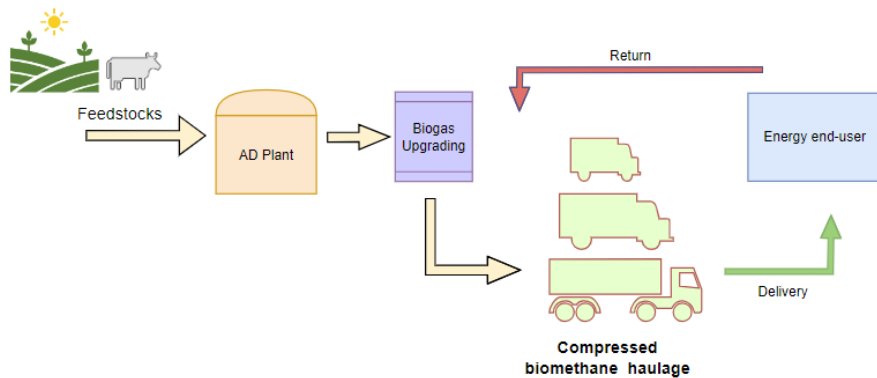 Return
Feedstocks
Biogas
Upgrading
Energy end-user
AD Plant
Delivery
Compressed
biomethane haulage